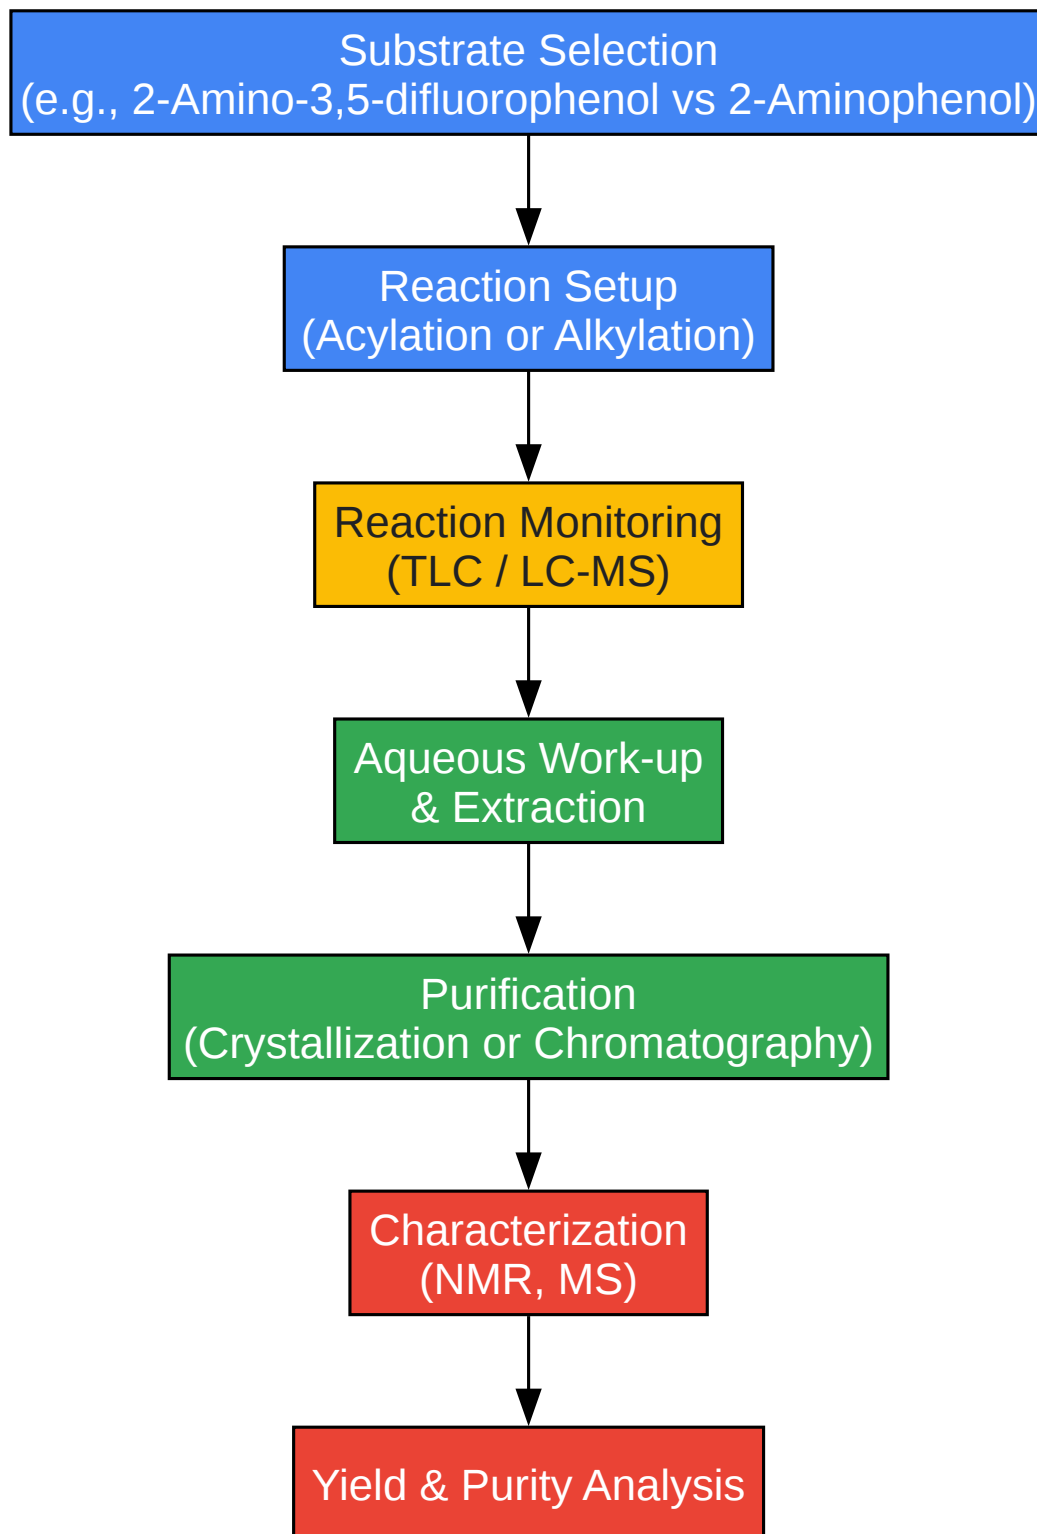 Substrate Selection
(e.g., 2-Amino-3,5-difluorophenol vs 2-Aminophenol)
Reaction Setup
(Acylation or Alkylation)
Reaction Monitoring
(TLC / LC-MS)
Aqueous Work-up
& Extraction
Purification
(Crystallization or Chromatography)
Characterization
(NMR, MS)
Yield & Purity Analysis